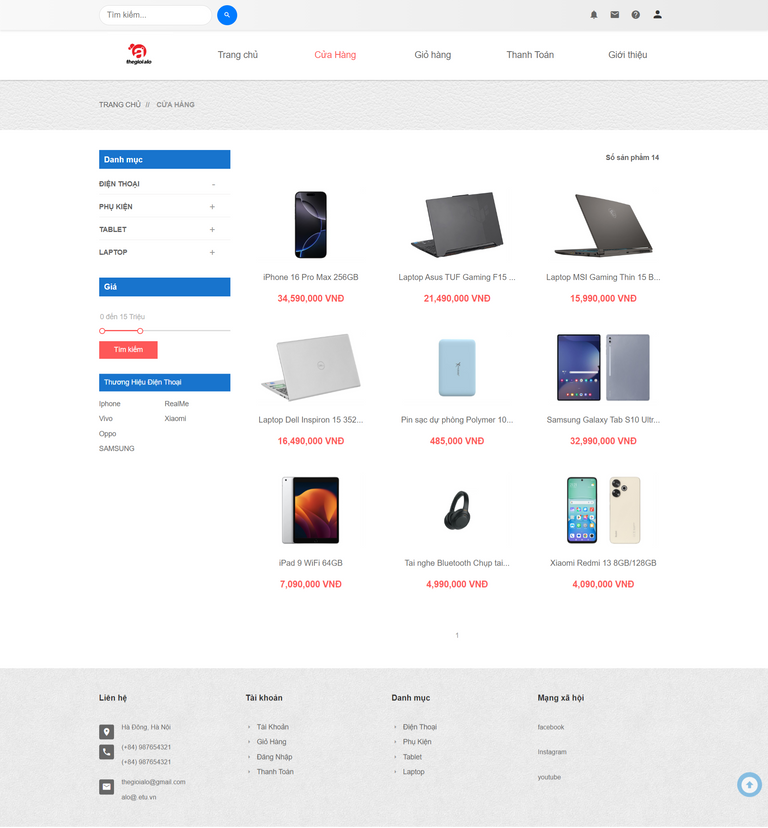 Tìm kiếm...
thegioialo
Trang chủ
Cửa Hàng
Giỏ hàng
Thanh Toán
Giới thiệu
TRANG CHỦ // CỬA HÀNG
Danh mục
ĐIỆN THOẠI -
PHỤ KIỆN +
TABLET +
LAPTOP +
Giá
0 đến 15 Triệu
Tìm kiếm
Thương Hiệu Điện Thoại
Iphone
RealMe
Vivo
Xiaomi
Oppo
SAMSUNG
Số sản phẩm 14
iPhone 16 Pro Max 256GB
34,590,000 VNĐ
Laptop Asus TUF Gaming F15 ...
21,490,000 VNĐ
Laptop MSI Gaming Thin 15 B...
15,990,000 VNĐ
Laptop Dell Inspiron 15 352...
16,490,000 VNĐ
Pin sạc dự phòng Polymer 10...
485,000 VNĐ
Samsung Galaxy Tab S10 Ultr...
32,990,000 VNĐ
iPad 9 WiFi 64GB
7,090,000 VNĐ
Tai nghe Bluetooth Chụp tai...
4,990,000 VNĐ
Xiaomi Redmi 13 8GB/128GB
4,090,000 VNĐ
1
Liên hệ
Hà Đông, Hà Nội
(+84) 987654321
(+84) 987654321
thegioialo@gmail.com
alo@.etu.vn
Tài khoản
Tài Khoản
Giỏ Hàng
Đăng Nhập
Thanh Toán
Danh mục
Điện Thoại
Phụ Kiện
Tablet
Laptop
Mạng xã hội
facebook
Instagram
youtube